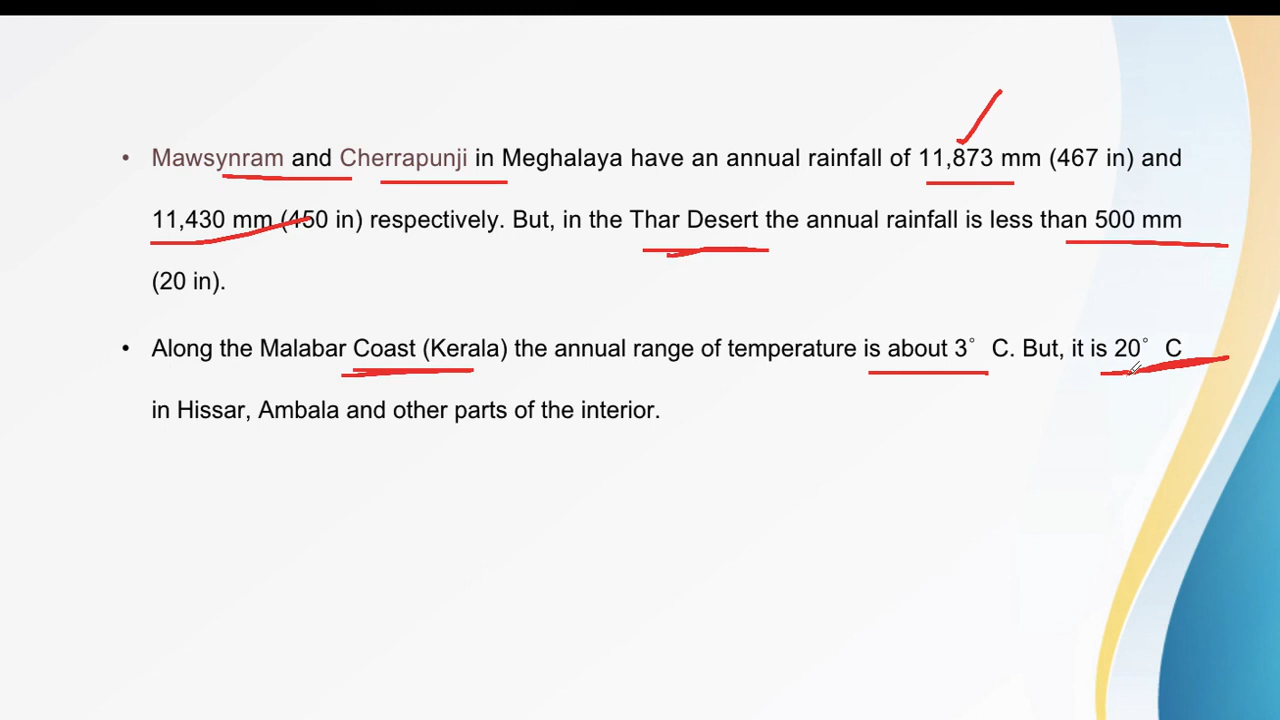 • Mawsynram and Cherrapunji in Meghalaya have an annual rainfall of 11,873 mm (467 in) and
11,430 mm (450 in) respectively. But, in the Thar Desert the annual rainfall is less than 500 mm
(20 in).
• Along the Malabar Coast (Kerala) the annual range of temperature is about 3° C. But, it is 20° C
in Hissar, Ambala and other parts of the interior.